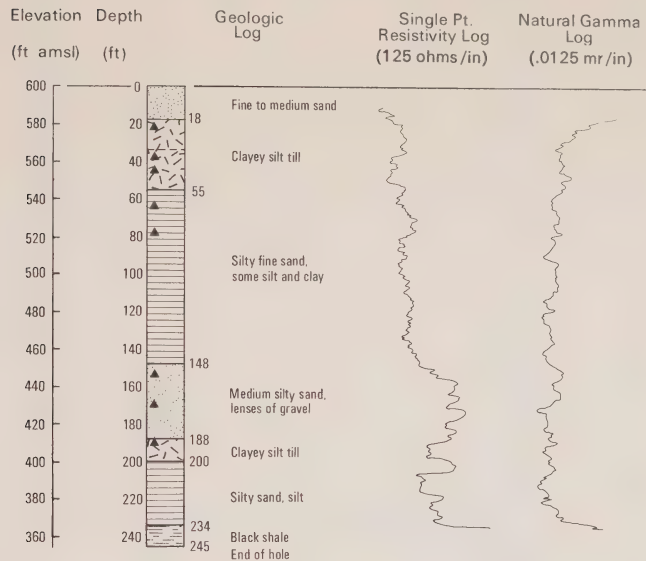 Elevation
(ft amsl)
Depth
(ft)
Geologic
Log
Single Pt.
Resistivity Log
(125 ohms/in)
Natural Gamma
Log
(.0125 mr/in)
600
580
560
540
520
500
480
460
440
420
400
380
360
0
20
40
60
80
100
120
140
160
180
200
220
240
18
55
148
188
200
234
245
Fine to medium sand
Clayey silt till
Silty fine sand,
some silt and clay
Medium silty sand,
lenses of gravel
Clayey silt till
Silty sand, silt
Black shale
End of hole